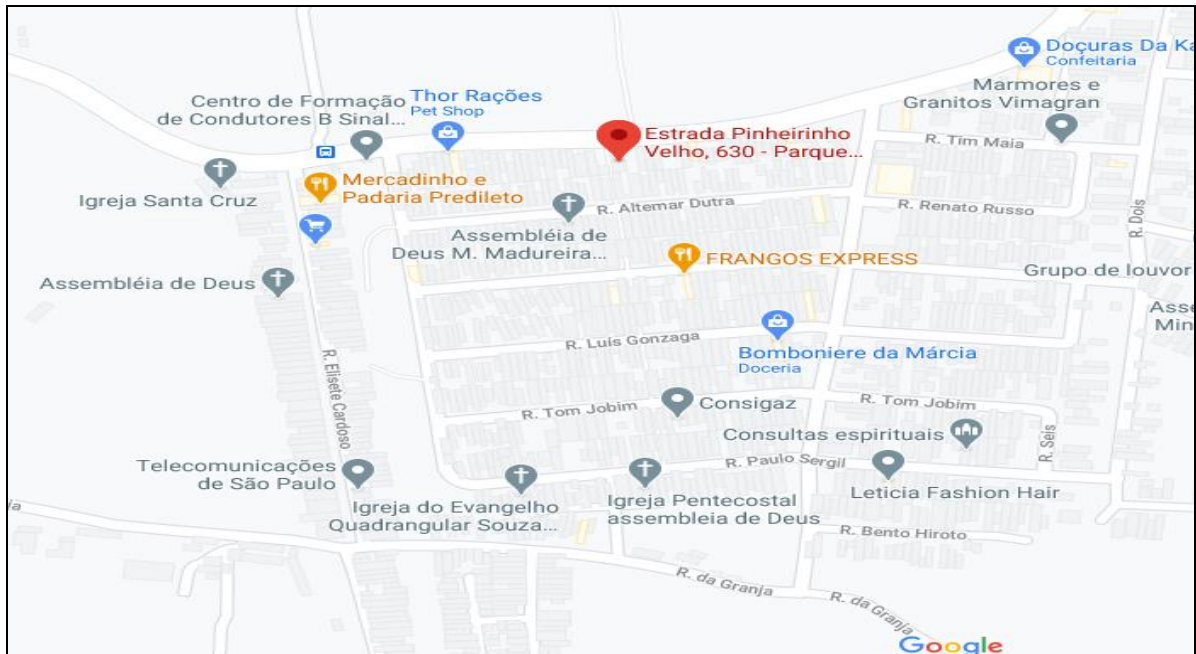 Doçuras Da Ka
Confeitaria
Marmores e
Granitos Vimagran
Centro de Formação
de Condutores B Sinal...
Thor Rações
Pet Shop
Estrada Pinheirinho
Velho, 630 - Parque...
R. Tim Maia
Igreja Santa Cruz
Mercadinho e
Padaria Predileto
R. Altemar Dutra
R. Renato Russo
R. Dois
Assembléia de
Deus M. Madureira...
FRANGOS EXPRESS
Grupo de louvor
Assembléia de Deus
Asse
Min
R. Luis Gonzaga
Bomboniere da Márcia
Doceria
R. Elisete Cardoso
R. Tom Jobim
Consigaz
R. Tom Jobim
Consultas espirituais
R. Seis
Telecomunicações
de São Paulo
R. Paulo Sergil
Leticia Fashion Hair
Igreja do Evangelho
Quadrangular Souza...
Igreja Pentecostal
assembleia de Deus
R. Bento Hiroto
R. da Granja
R. da Granja
Google